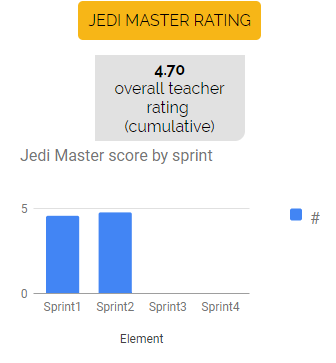 JEDI MASTER RATING
4.70
overall teacher
rating
(cumulative)
Jedi Master score by sprint
5
#
0
Sprint1 Sprint2 Sprint3 Sprint4
Element